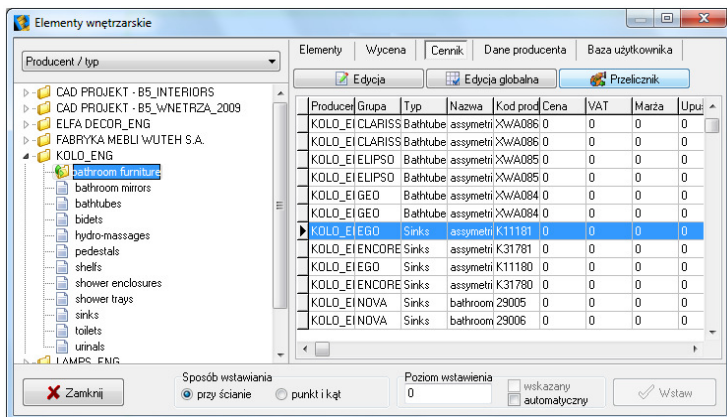 Elementy wnętrzarskie
Producent / typ
CAD PROJEKT - B5_INTERIORS
CAD PROJEKT - B5_WNETRZA_2009
ELFA DECOR_ENG
FABRYKA MEBLI WUTEH S.A.
KOLO_ENG
bathroom furniture
bathroom mirrors
bathtubes
bidets
hydro-massages
pedestals
shelfs
shower enclosures
shower trays
sinks
toilets
urinals
LAMPS_ENG
Elementy Wycena Cennik Dane producenta Baza użytkownika
Edycja Edycja globalna Przelicznik
Producer Grupa Typ Nazwa Kod prod Cena VAT Marża Upu
KOLO_EI CLARISS Bathtube assymetri XWA086 0 0 0 0
KOLO_EI CLARISS Bathtube assymetri XWA086 0 0 0 0
KOLO_EI ELIPSO Bathtube assymetri XWA085 0 0 0 0
KOLO_EI ELIPSO Bathtube assymetri XWA085 0 0 0 0
KOLO_EI GEO Bathtube assymetri XWA084 0 0 0 0
KOLO_EI GEO Bathtube assymetri XWA084 0 0 0 0
KOLO_EI EGO Sinks assymetri K11181 0 0 0 0
KOLO_EI ENCORE Sinks assymetri K31781 0 0 0 0
KOLO_EI EGO Sinks assymetri K11180 0 0 0 0
KOLO_EI ENCORE Sinks assymetri K31780 0 0 0 0
KOLO_EI NOVA Sinks bathroom 29005 0 0 0 0
KOLO_EI NOVA Sinks bathroom 29006 0 0 0 0
Zamknij
Sposób wstawiania
przy ścianie punkt i kąt
Poziom wstawienia
0
wskazany
automatyczny
Wstaw